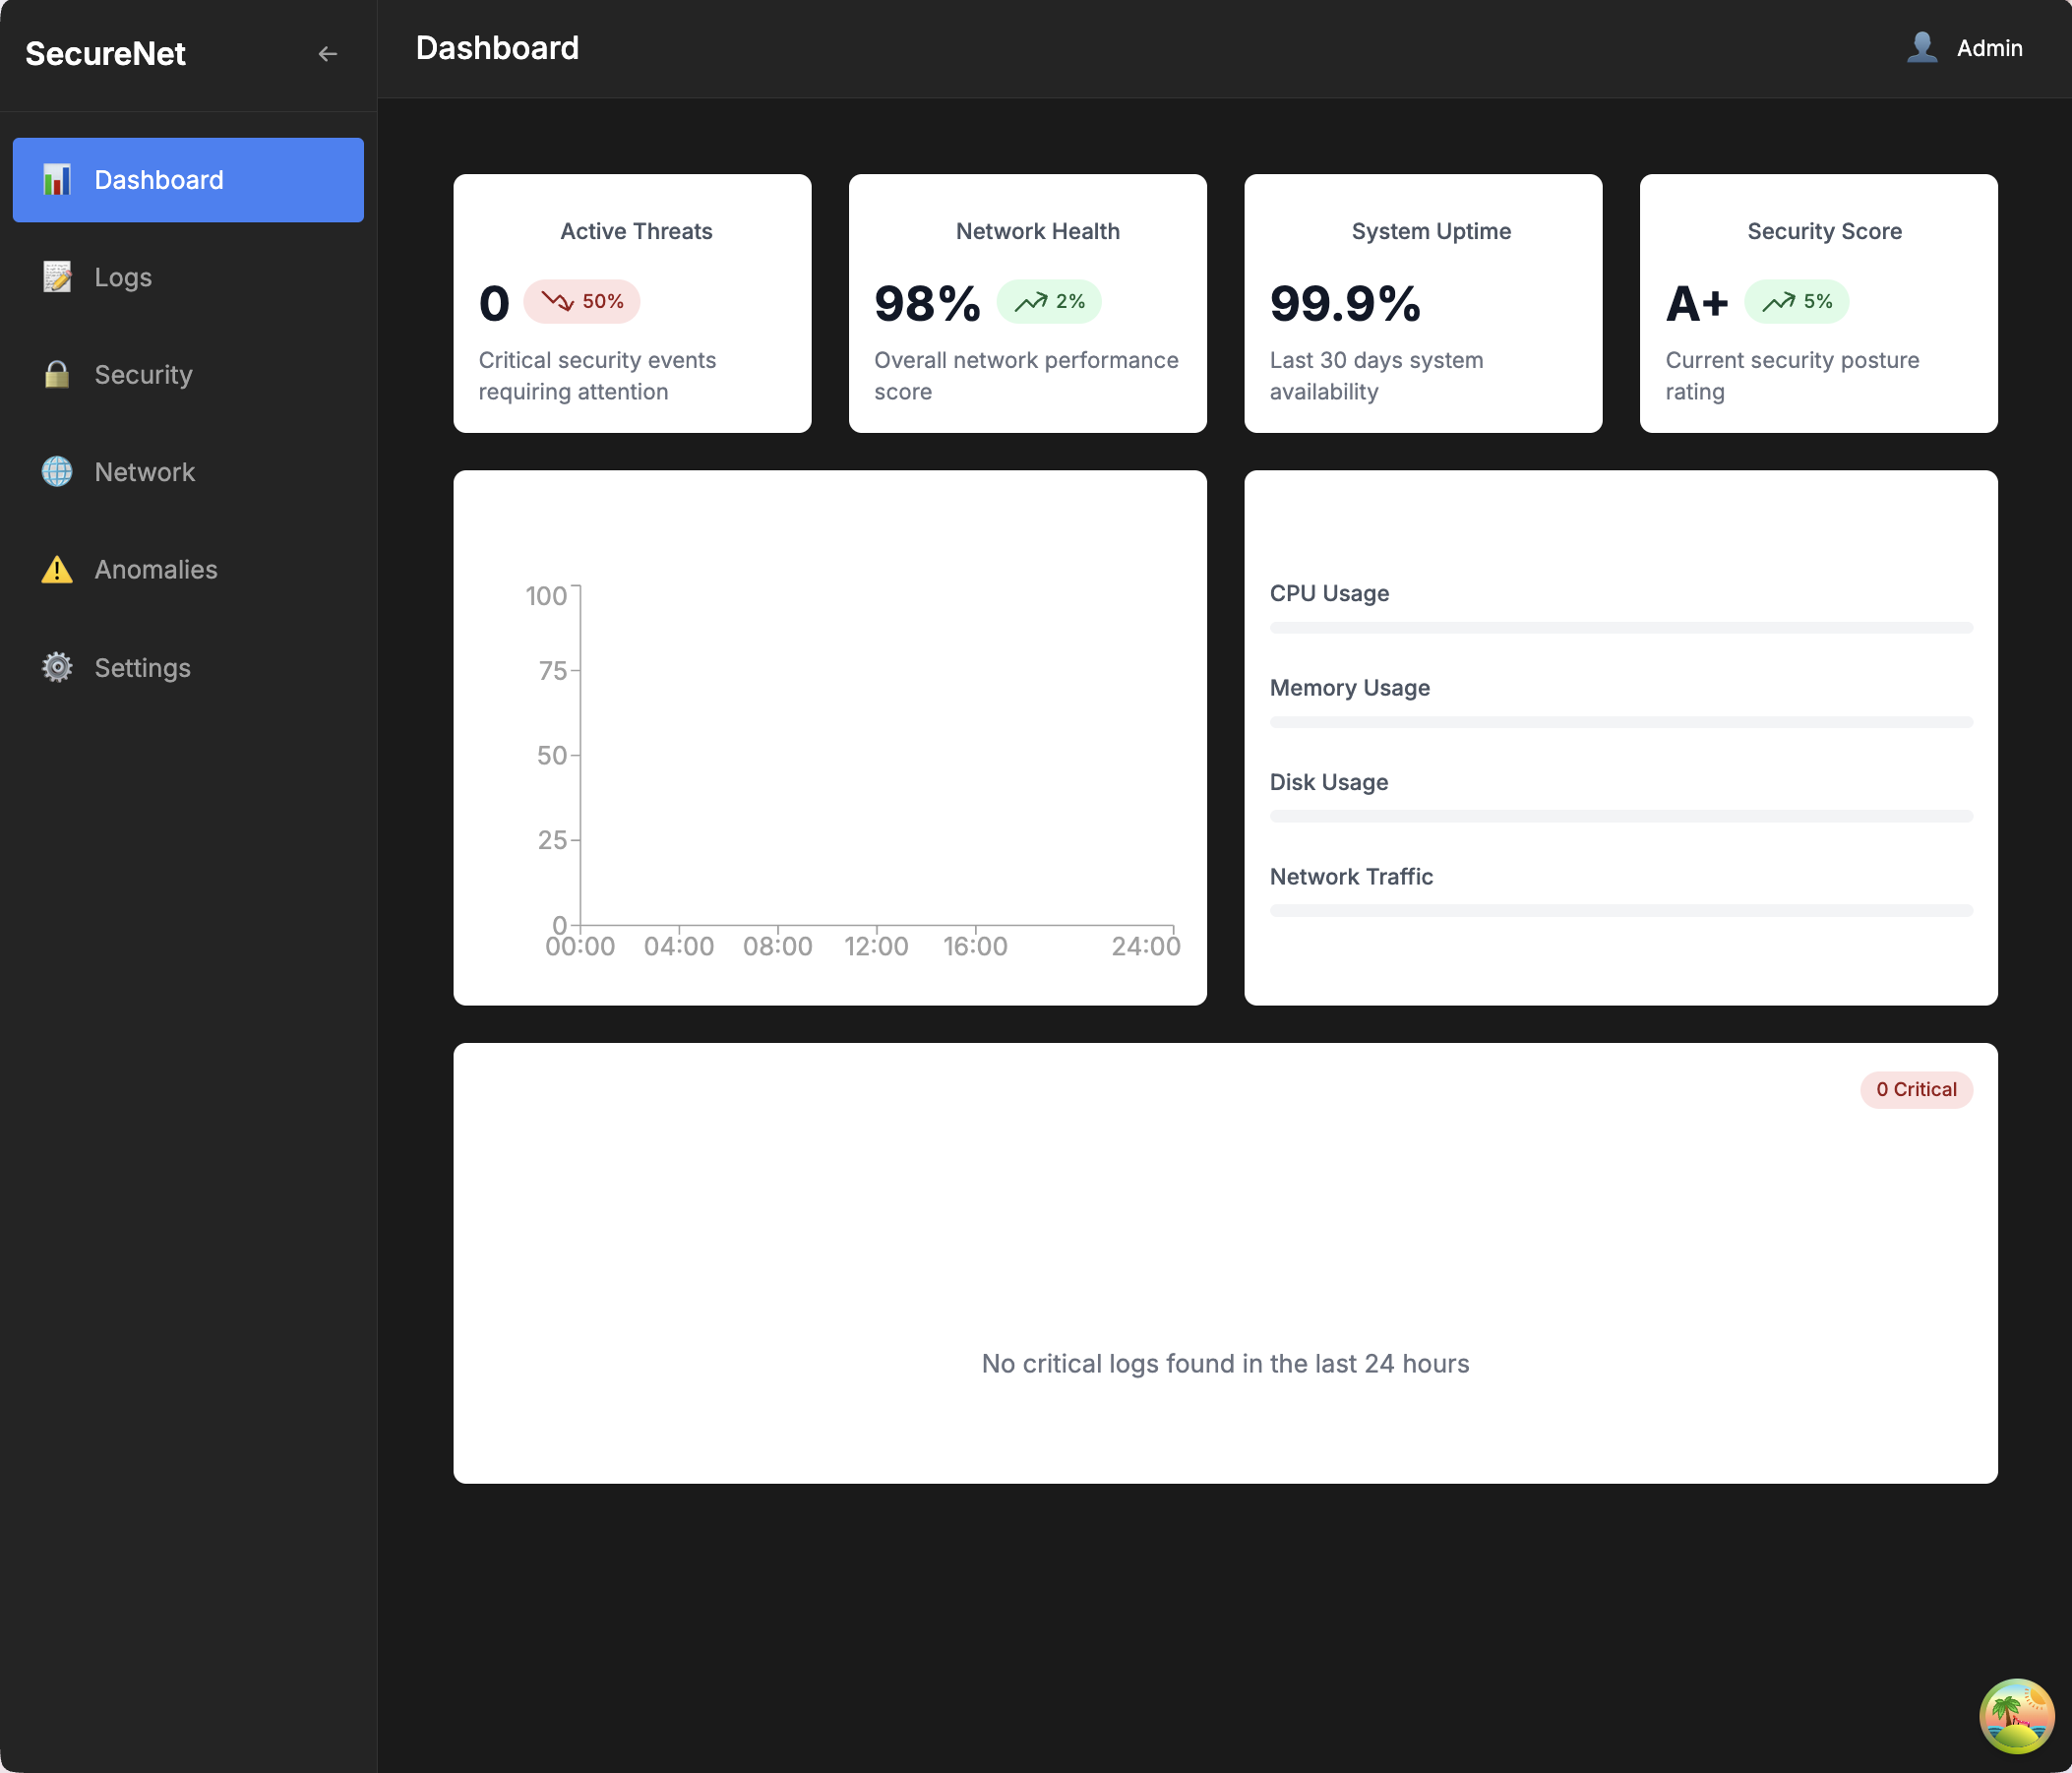 SecureNet
Dashboard
Admin
Dashboard
Logs
Security
Network
Anomalies
Settings
Active Threats
0 50%
Critical security events
requiring attention
Network Health
98% 2%
Overall network performance
score
System Uptime
99.9%
Last 30 days system
availability
Security Score
A+ 5%
Current security posture
rating
100
75
50
25
0
00:00 04:00 08:00 12:00 16:00 24:00
CPU Usage
Memory Usage
Disk Usage
Network Traffic
0 Critical
No critical logs found in the last 24 hours